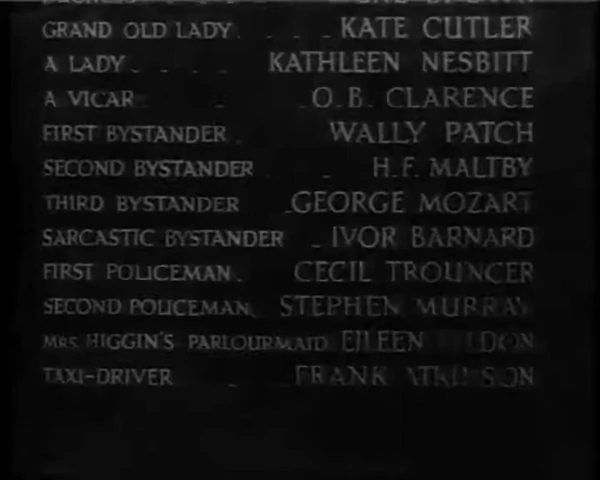 GRAND OLD LADY . . . . KATE CUTLER
A LADY . . . . KATHLEEN NESBITT
A VICAR . . O.B. CLARENCE
FIRST BYSTANDER . WALLY PATCH
SECOND BYSTANDER . H.F. MALTBY
THIRD BYSTANDER . GEORGE MOZART
SARCASTIC BYSTANDER . IVOR BARNARD
FIRST POLICEMAN . CECIL TROUNCER
SECOND POLICEMAN STEPHEN MURRAY
MRS. HIGGIN'S PARLOURMAID EILEEN
TAXI-DRIVER . FRANK ATKINSON